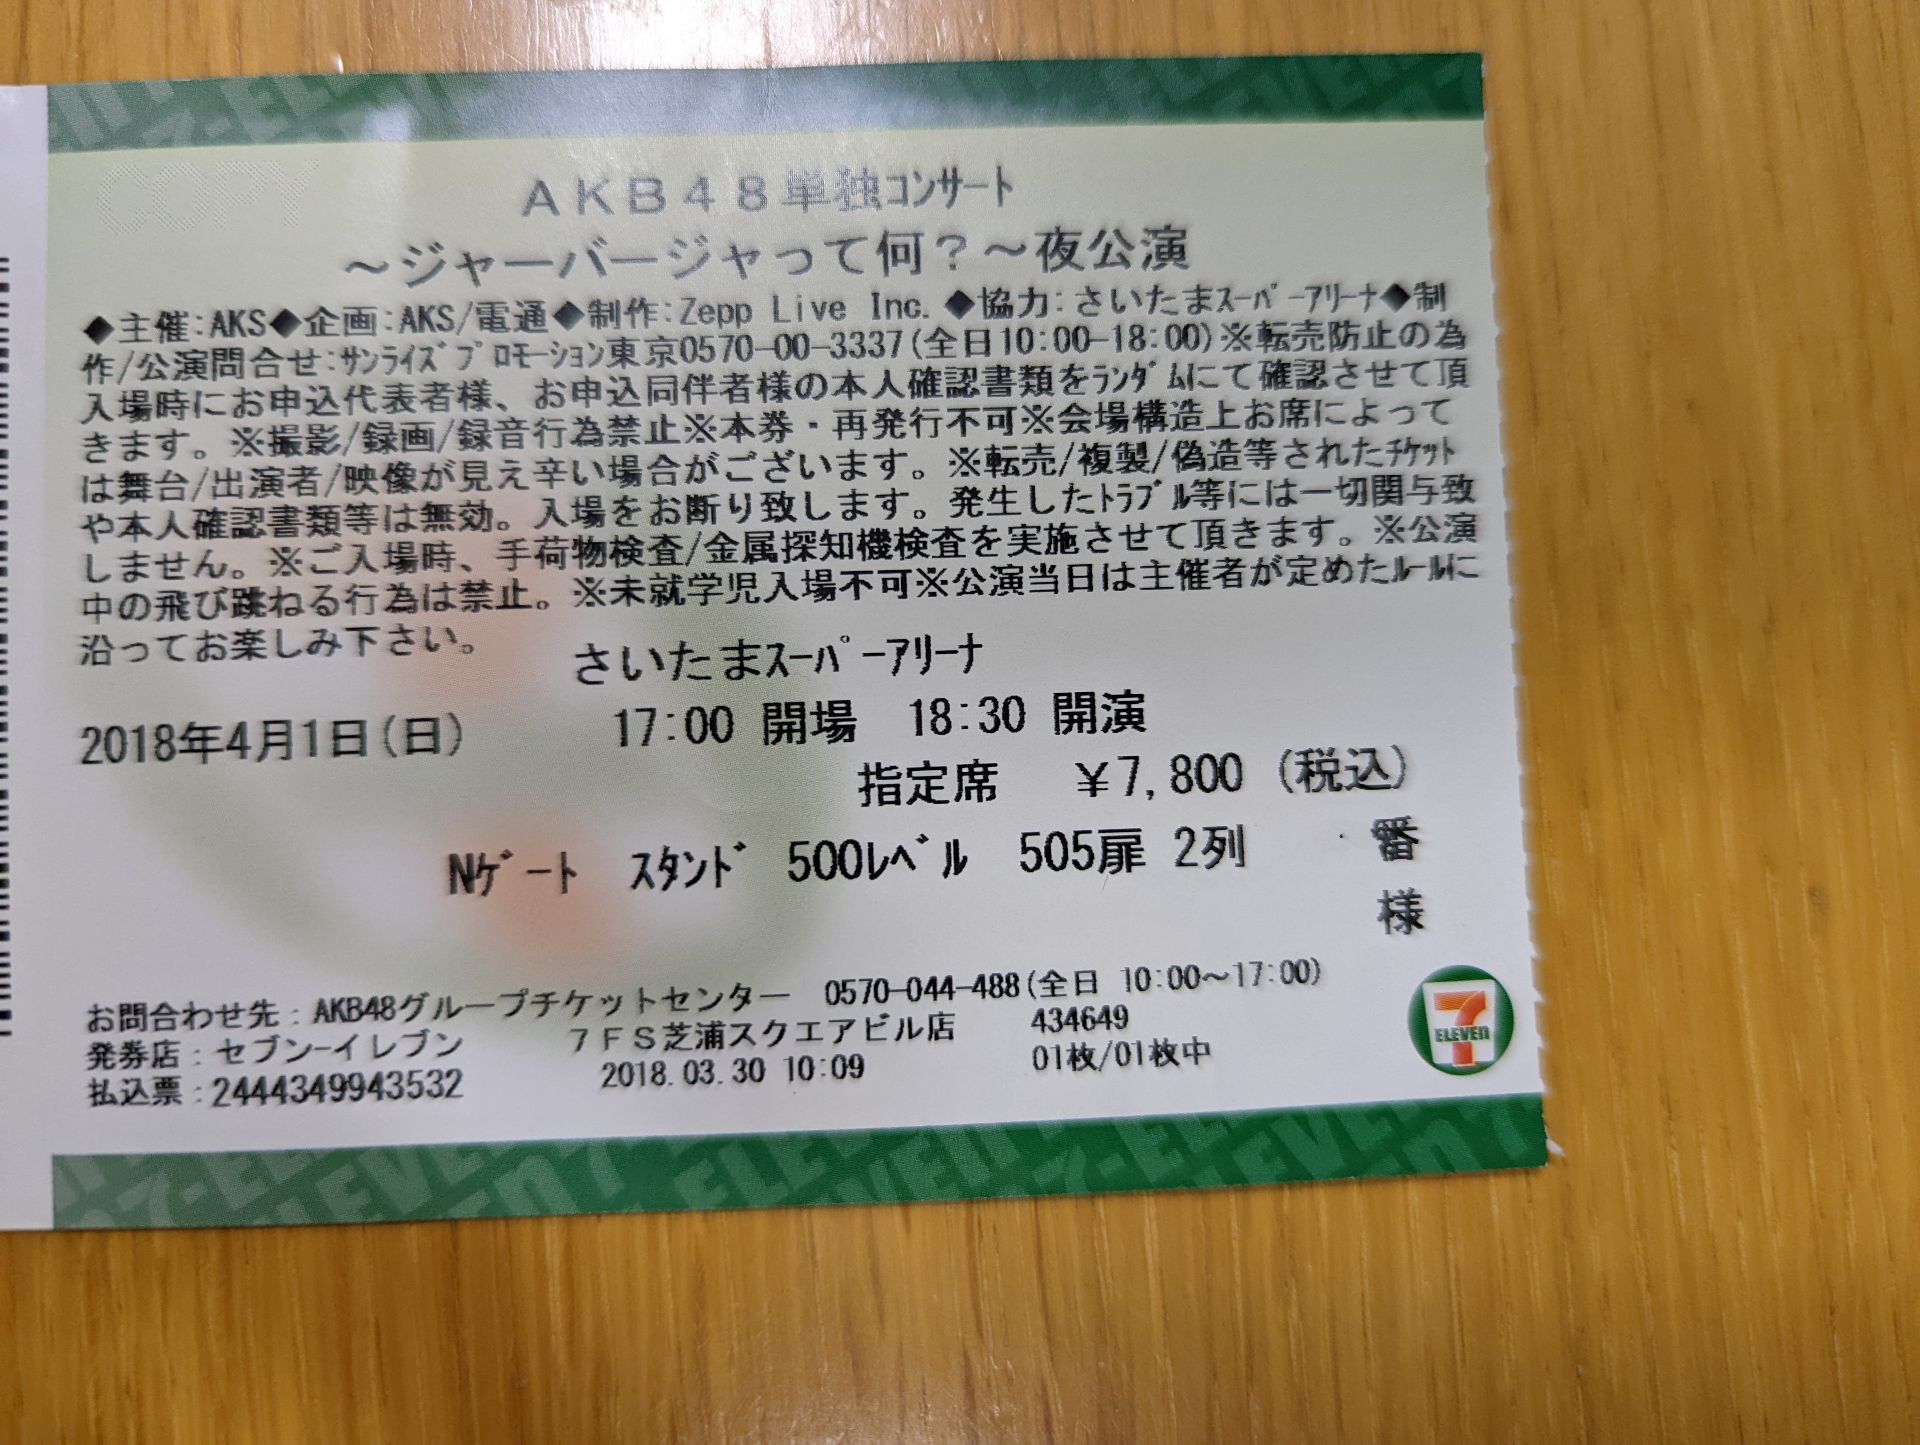 COPY
AKB48単独コンサート
～ジャーバージャって何？～夜公演
◆主催:AKS◆企画:AKS/電通◆制作:Zepp Live Inc.◆協力:さいたまｽｰﾊﾟｰｱﾘｰﾅ◆制
作/公演問合せ:ｻﾝﾗｲｽﾞﾌﾟﾛﾓｰｼｮﾝ東京0570-00-3337(全日10:00-18:00)※転売防止の為
入場時にお申込代表者様、お申込同伴者様の本人確認書類をﾗﾝﾀﾞﾑにて確認させて頂
きます。※撮影/録画/録音行為禁止※本券・再発行不可※会場構造上お席によって
は舞台/出演者/映像が見え辛い場合がございます。※転売/複製/偽造等されたﾁｹｯﾄ
や本人確認書類等は無効。入場をお断り致します。発生したﾄﾗﾌﾞﾙ等には一切関与致
しません。※ご入場時、手荷物検査/金属探知機検査を実施させて頂きます。※公演
中の飛び跳ねる行為は禁止。※未就学児入場不可※公演当日は主催者が定めたﾙｰﾙに
沿ってお楽しみ下さい。
さいたまｽｰﾊﾟｰｱﾘｰﾅ
2018年4月1日(日) 17:00 開場 18:30 開演
指定席 ￥7,800 (税込)
Nｹﾞｰﾄ ｽﾀﾝﾄﾞ 500ﾚﾍﾞﾙ 505扉 2列 番
様
お問合わせ先:AKB48グループチケットセンター 0570-044-488(全日 10:00～17:00)
発券店:セブン-イレブン 7FS芝浦スクエアビル店 434649
払込票:2444349943532 2018.03.30 10:09 01枚/01枚中
7 ELEVEn